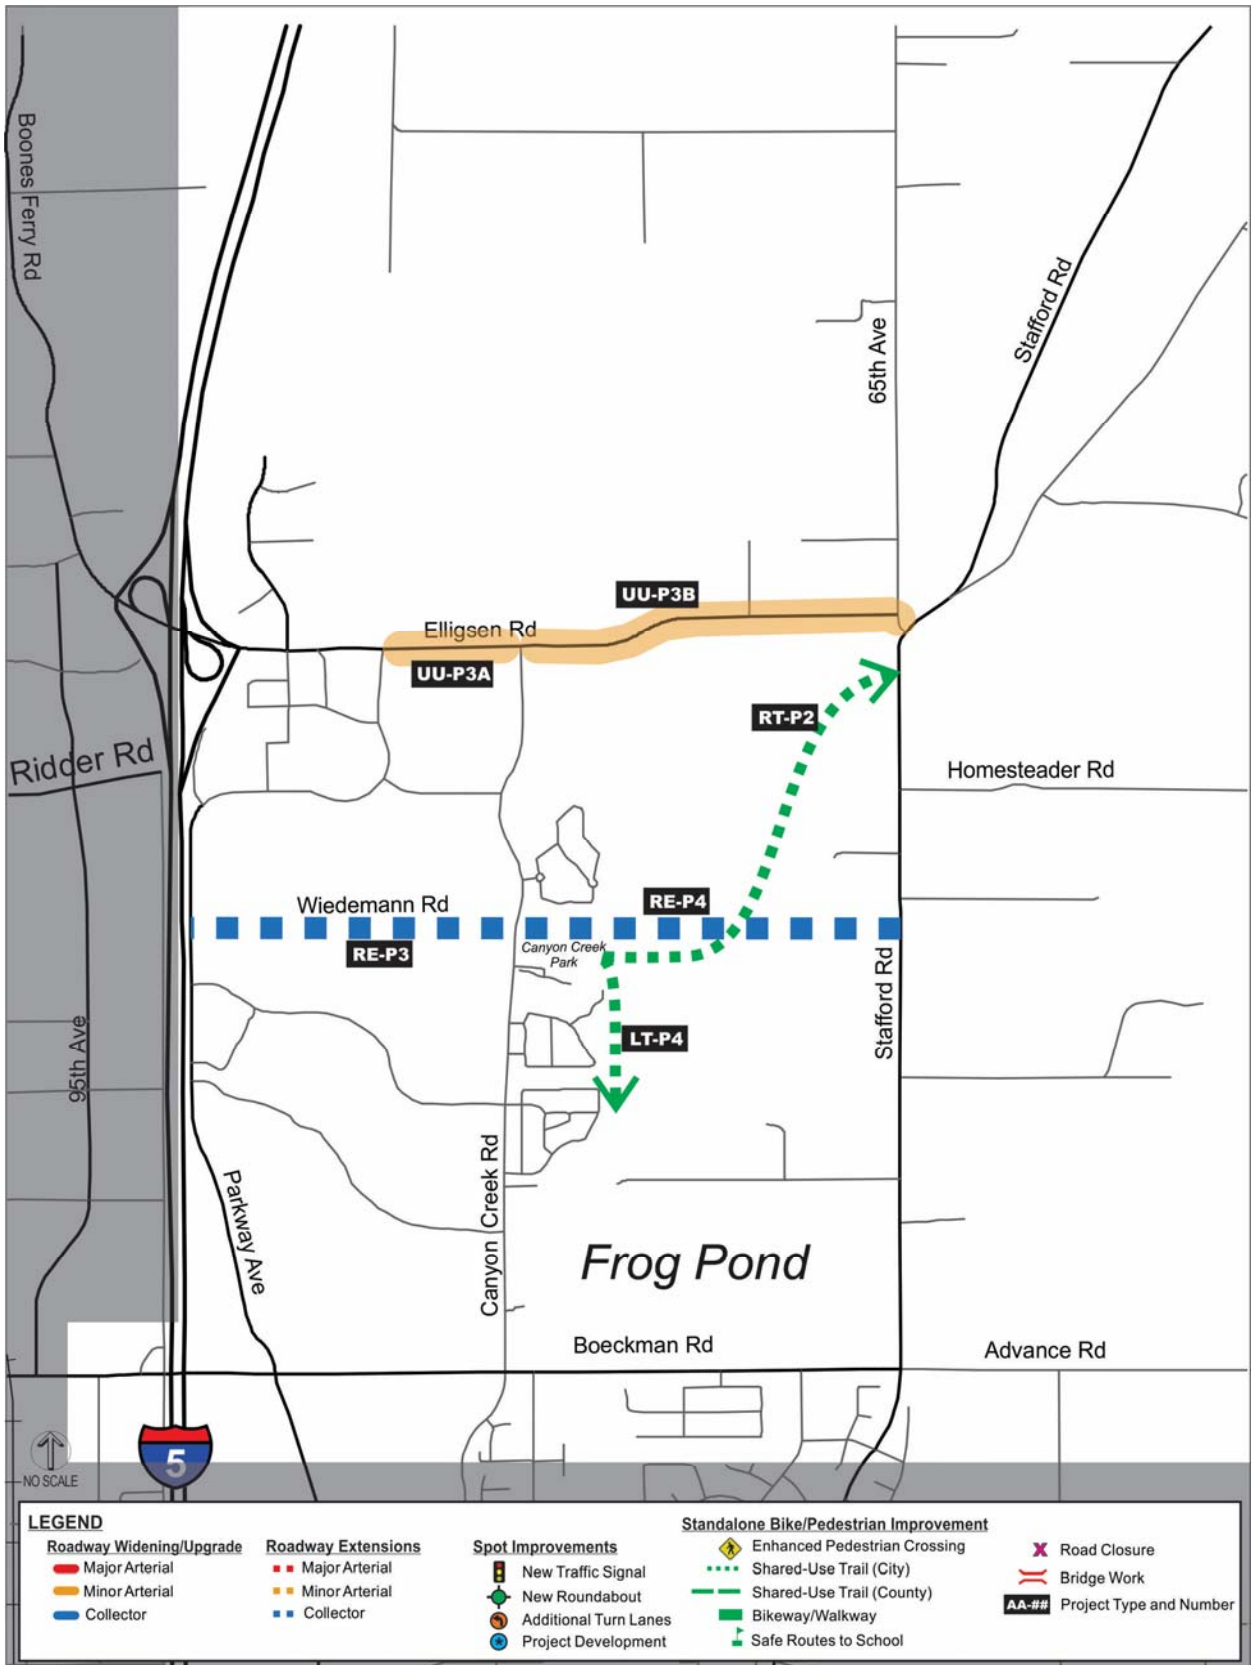 Boones Ferry Rd
Stafford Rd
65th Ave
UU-P3B
Elligsen Rd
UU-P3A
RT-P2
Ridder Rd
Homesteader Rd
Wiedemann Rd
RE-P4
RE-P3
Canyon Creek
Park
Stafford Rd
LT-P4
95th Ave
Canyon Creek Rd
Parkway Ave
Frog Pond
Boeckman Rd
Advance Rd
5
NO SCALE
LEGEND
Roadway Widening/Upgrade
Major Arterial
Minor Arterial
Collector
Roadway Extensions
Major Arterial
Minor Arterial
Collector
Spot Improvements
New Traffic Signal
New Roundabout
Additional Turn Lanes
Project Development
Standalone Bike/Pedestrian Improvement
Enhanced Pedestrian Crossing
Shared-Use Trail (City)
Shared-Use Trail (County)
Bikeway/Walkway
Safe Routes to School
Road Closure
Bridge Work
AA-## Project Type and Number